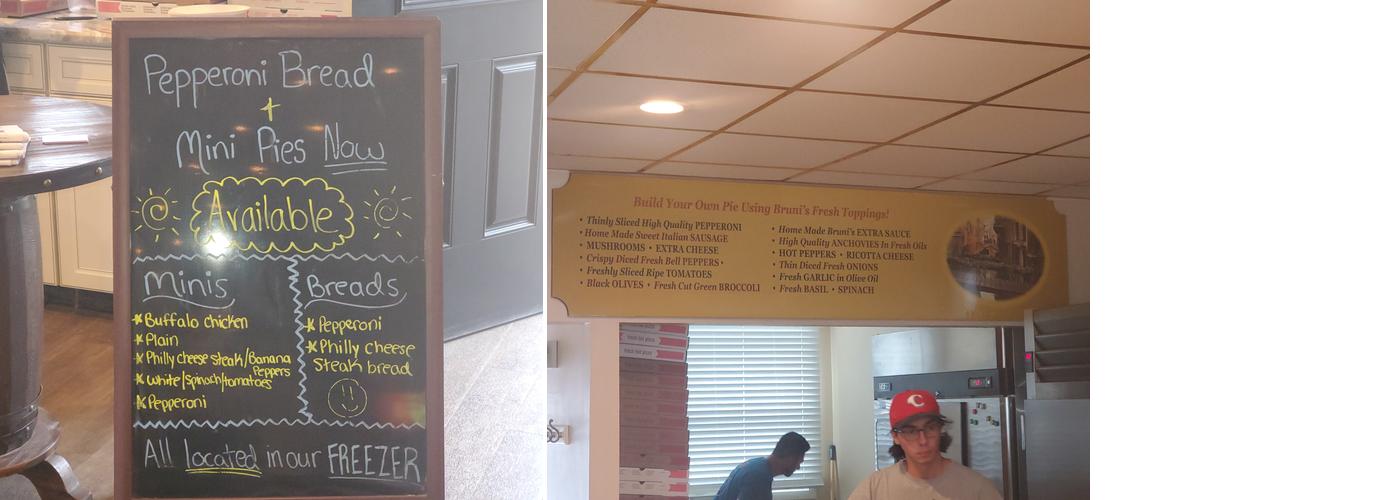 Pepperoni Bread
+
Mini Pies Now
Available
Minis
* Buffalo chicken
* Plain
* Philly cheese steak/Banana
Peppers
* White/spinach/tomatoes
* Pepperoni
Breads
* Pepperoni
* Philly cheese
steak bread
All located in our FREEZER
Build Your Own Pie Using Bruni's Fresh Toppings!
• Thinly Sliced High Quality PEPPERONI
• Home Made Sweet Italian SAUSAGE
• MUSHROOMS • EXTRA CHEESE
• Crispy Diced Fresh Bell PEPPERS •
• Freshly Sliced Ripe TOMATOES
• Black OLIVES • Fresh Cut Green BROCCOLI
• Home Made Bruni's EXTRA SAUCE
• High Quality ANCHOVIES In Fresh Oils
• HOT PEPPERS • RICOTTA CHEESE
• Thin Diced Fresh ONIONS
• Fresh GARLIC in Olive Oil
• Fresh BASIL • SPINACH
C